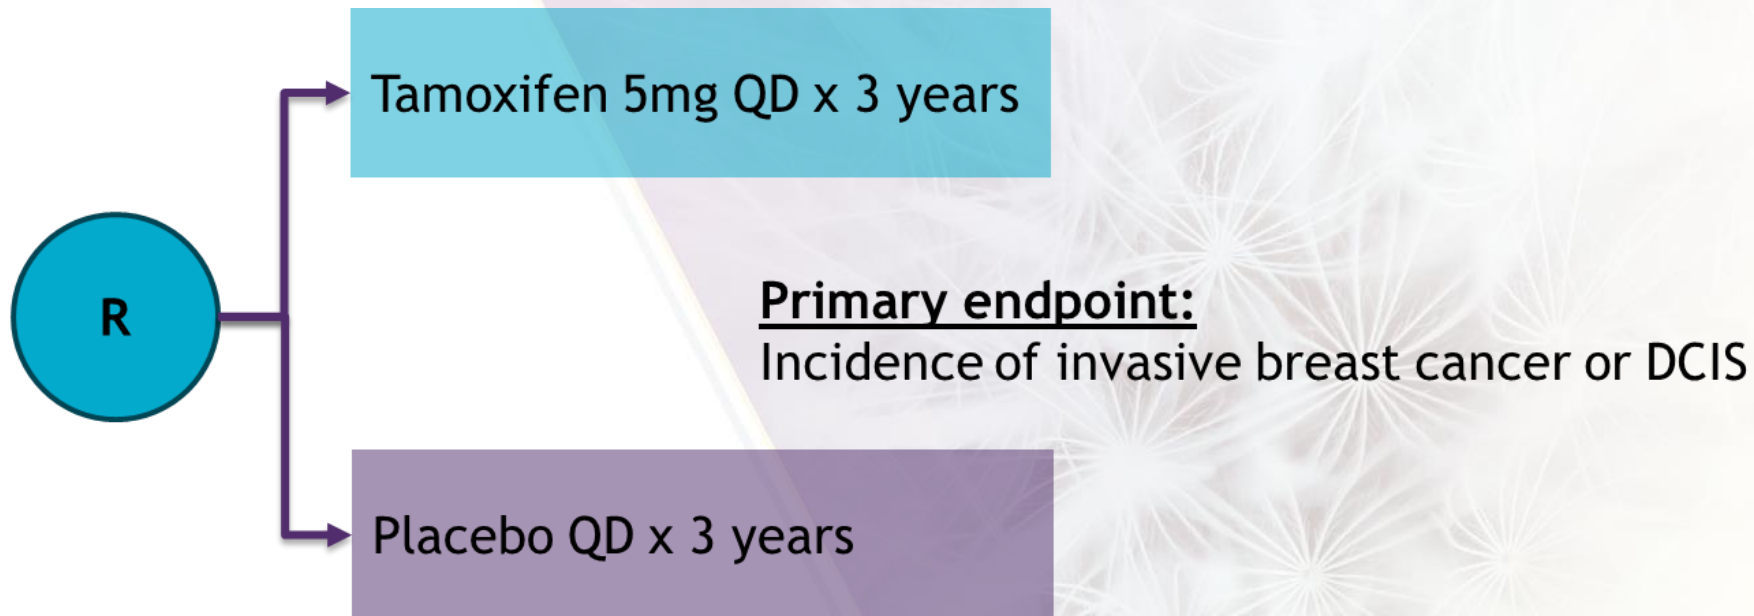 Tamoxifen 5mg QD x 3 years
R
Primary endpoint:
Incidence of invasive breast cancer or DCIS
Placebo QD x 3 years